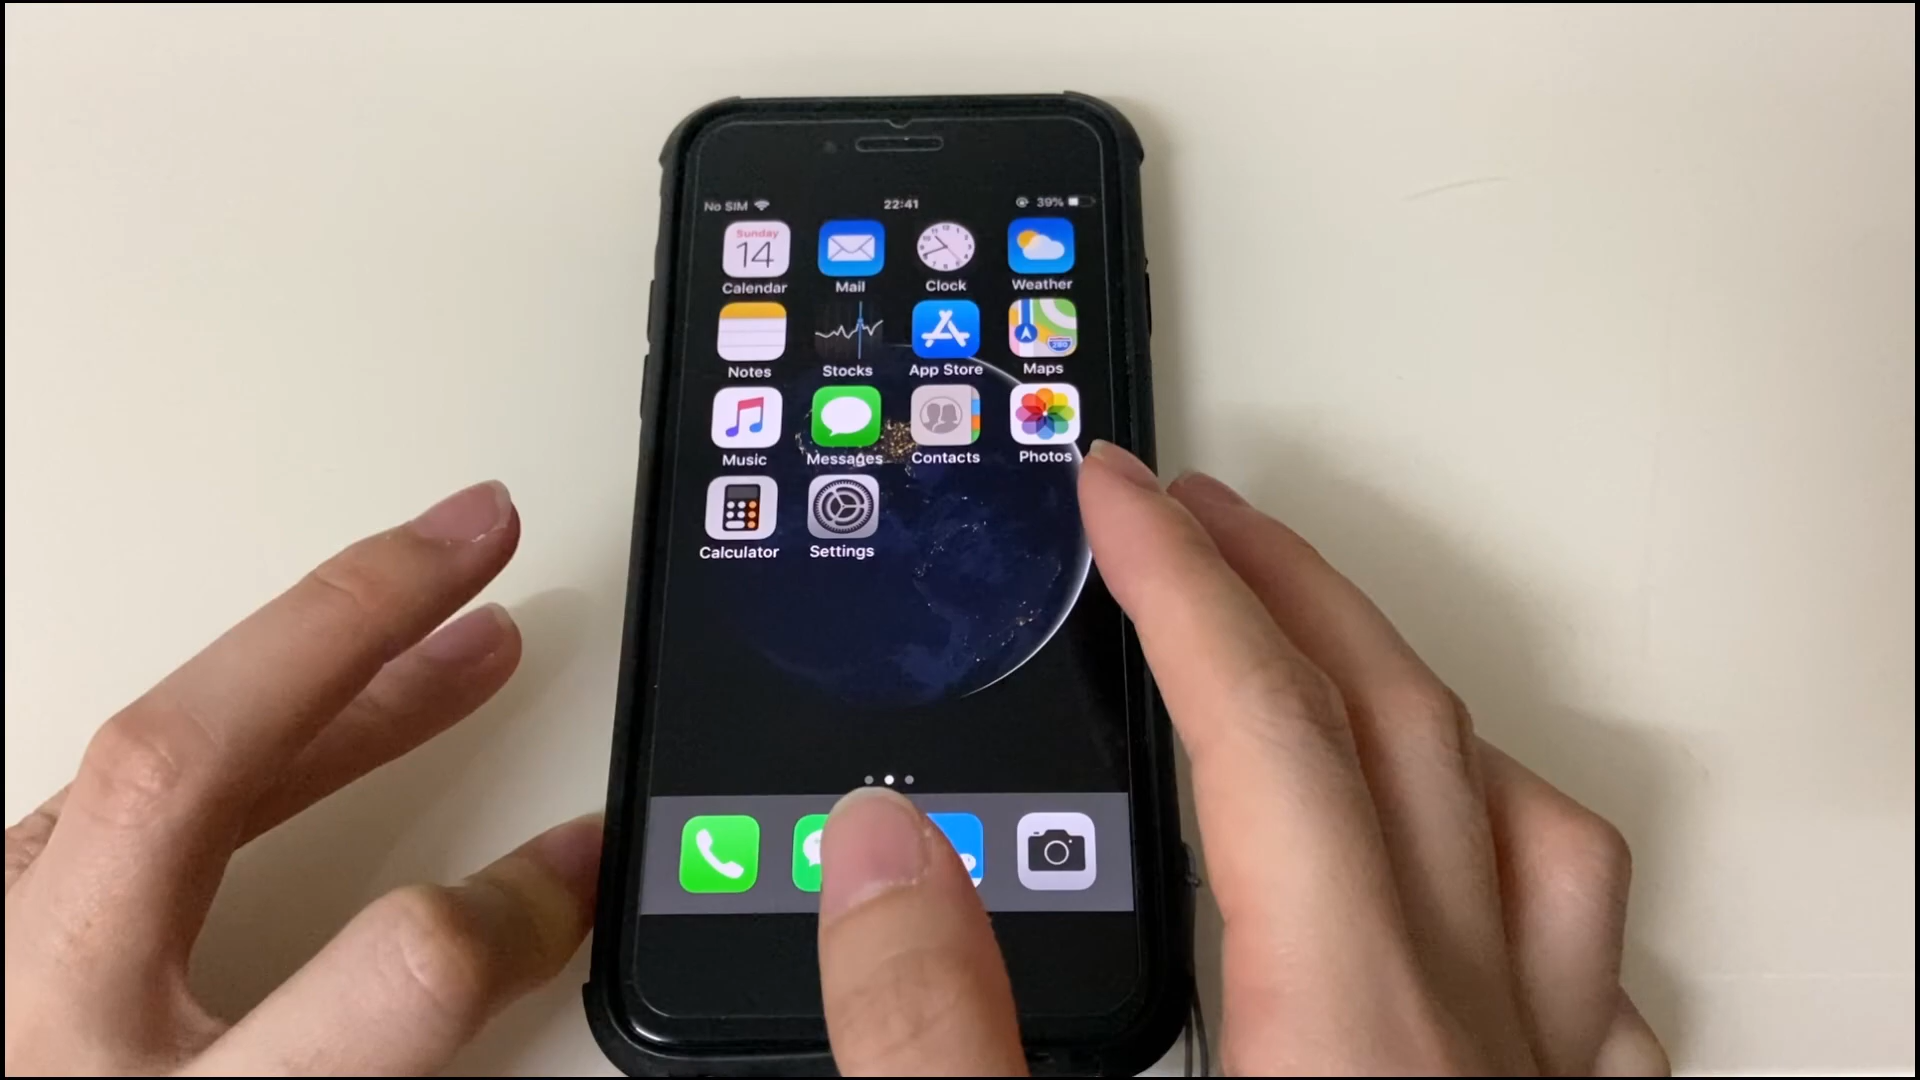 No SIM 22:41 39%
Sunday
14
Calendar Mail Clock Weather
Notes Stocks App Store Maps
280
Music Messages Contacts Photos
Calculator Settings